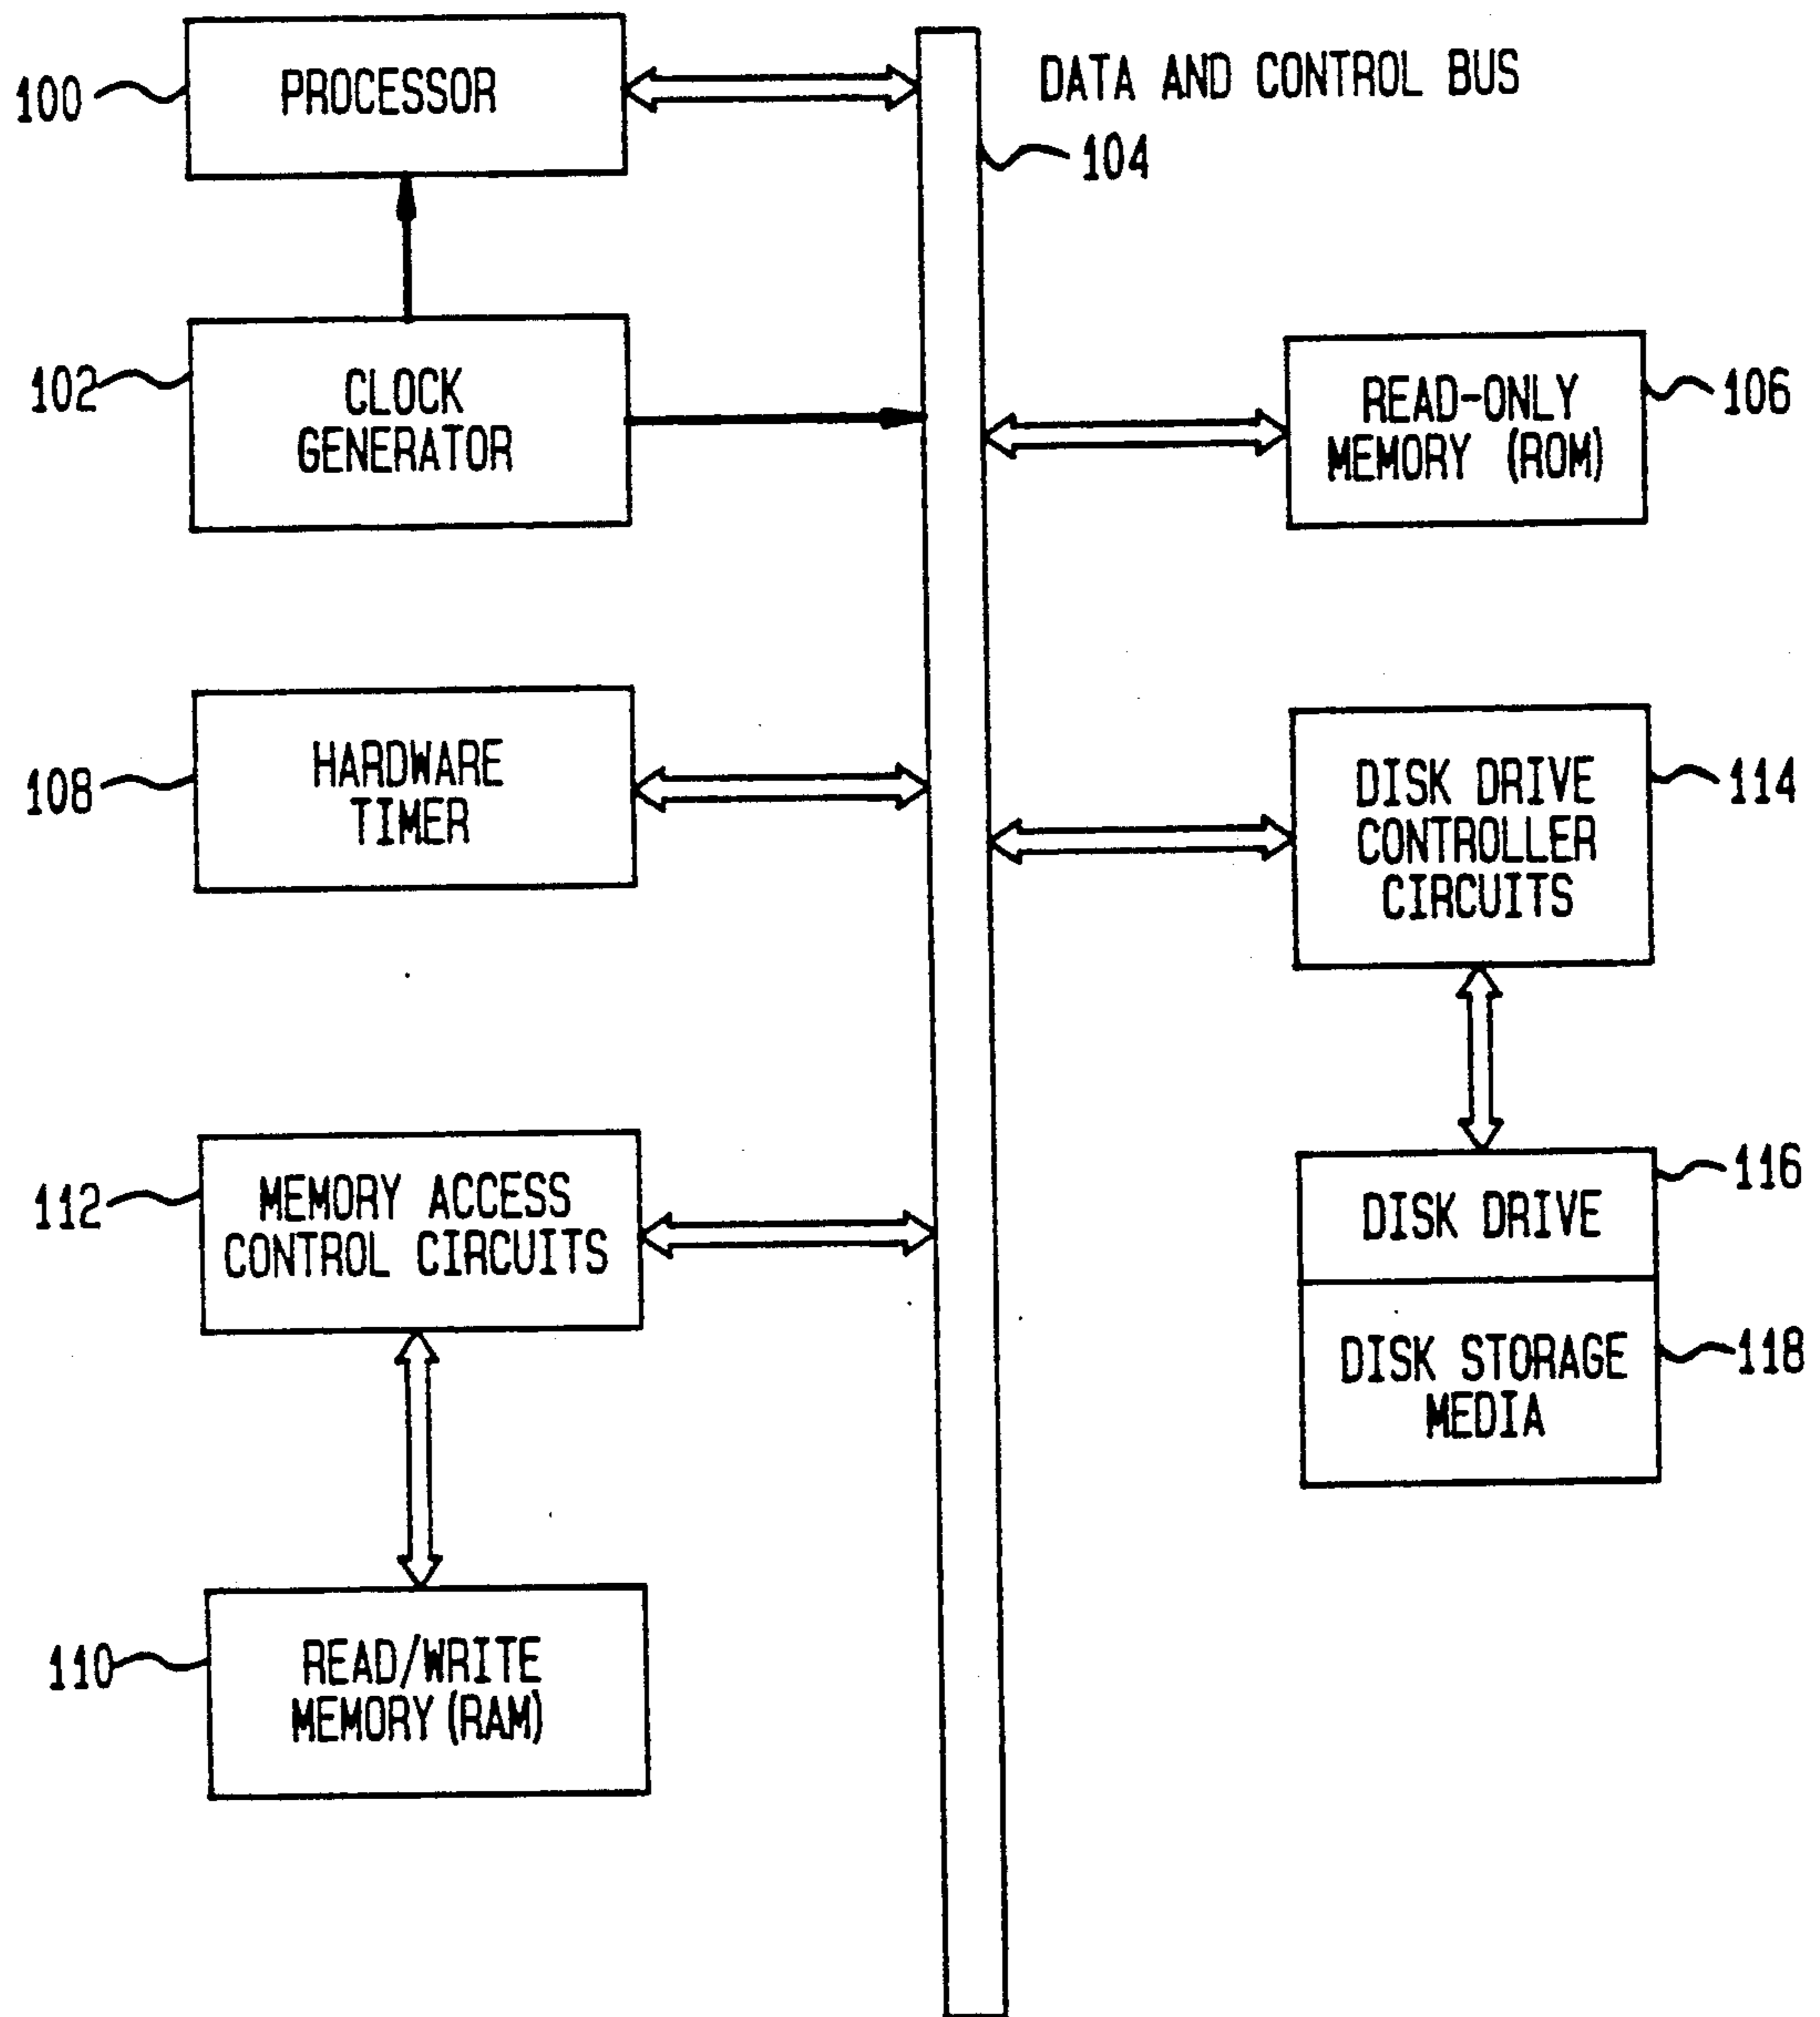 100
PROCESSOR
DATA AND CONTROL BUS
104
102
CLOCK
GENERATOR
READ-ONLY
MEMORY (ROM)
106
108
HARDWARE
TIMER
DISK DRIVE
CONTROLLER
CIRCUITS
114
112
MEMORY ACCESS
CONTROL CIRCUITS
DISK DRIVE
116
DISK STORAGE
MEDIA
118
110
READ/WRITE
MEMORY (RAM)